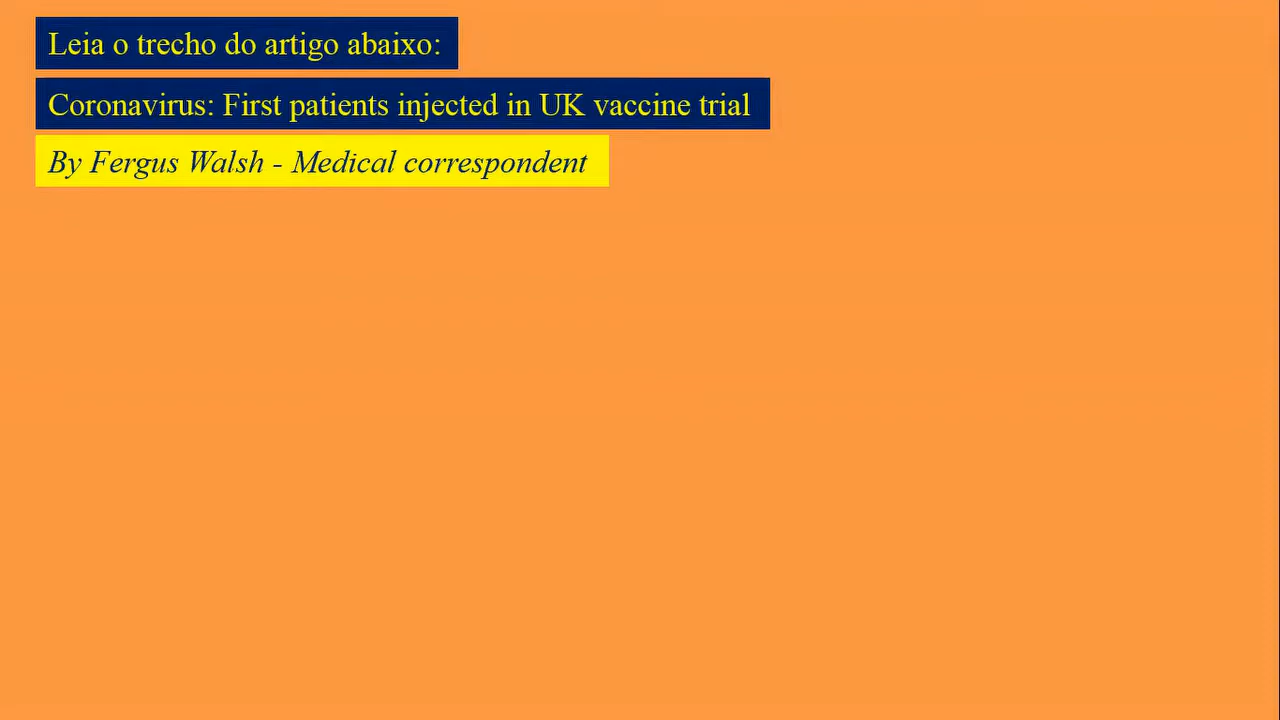 Leia o trecho do artigo abaixo:
Coronavirus: First patients injected in UK vaccine trial
By Fergus Walsh - Medical correspondent